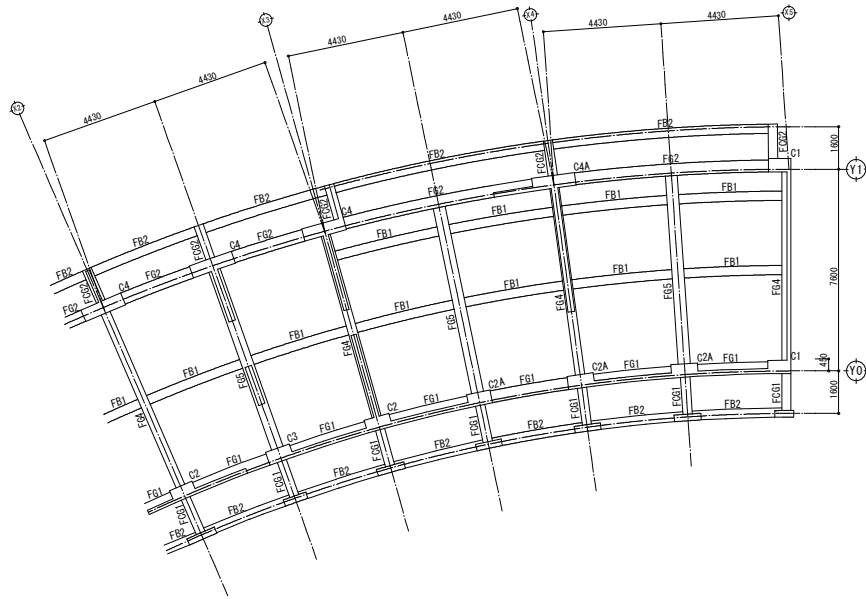 X2
X3
X4
X5
4430
4430
4430
4430
4430
4430
FB2
FB2
FB2
FB2
FB2
FCG2
FCG2
FCG2
FCG2
FCG2
C1
1600
Y1
C4A
FG2
FG2
C4
FG2
C4
FG2
C4
FG2
FB1
FB1
FB1
FB1
FB1
FB1
FB1
FB1
FB1
FB1
7600
FG4
FG5
FG4
FG5
FG4
FG5
FG4
450
C1
FG1
C2A
FG1
C2A
FG1
C2A
FG1
C2
FG1
C3
FG1
C2
FG1
Y0
1600
FCG1
FCG1
FCG1
FCG1
FCG1
FCG1
FCG1
FB2
FB2
FB2
FB2
FB2
FB2
FB2